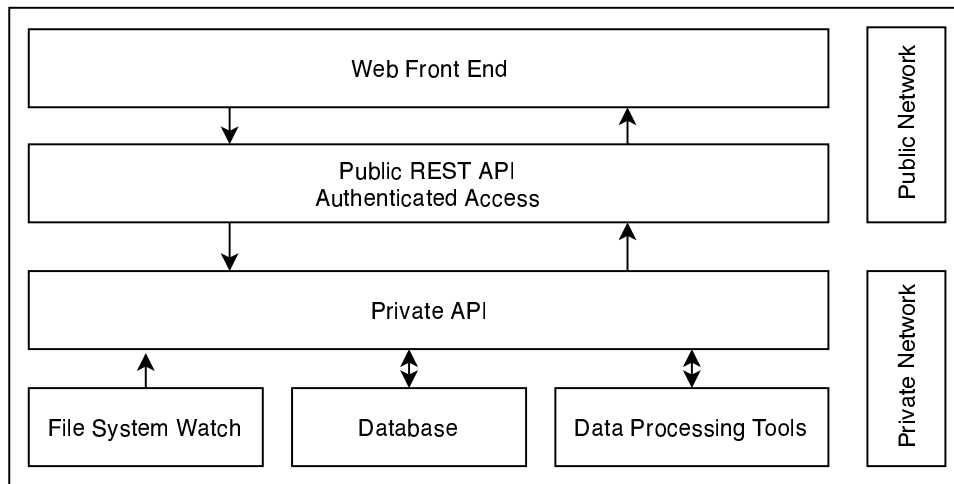 Web Front End
Public REST API
Authenticated Access
Public Network
Private API
File System Watch
Database
Data Processing Tools
Private Network